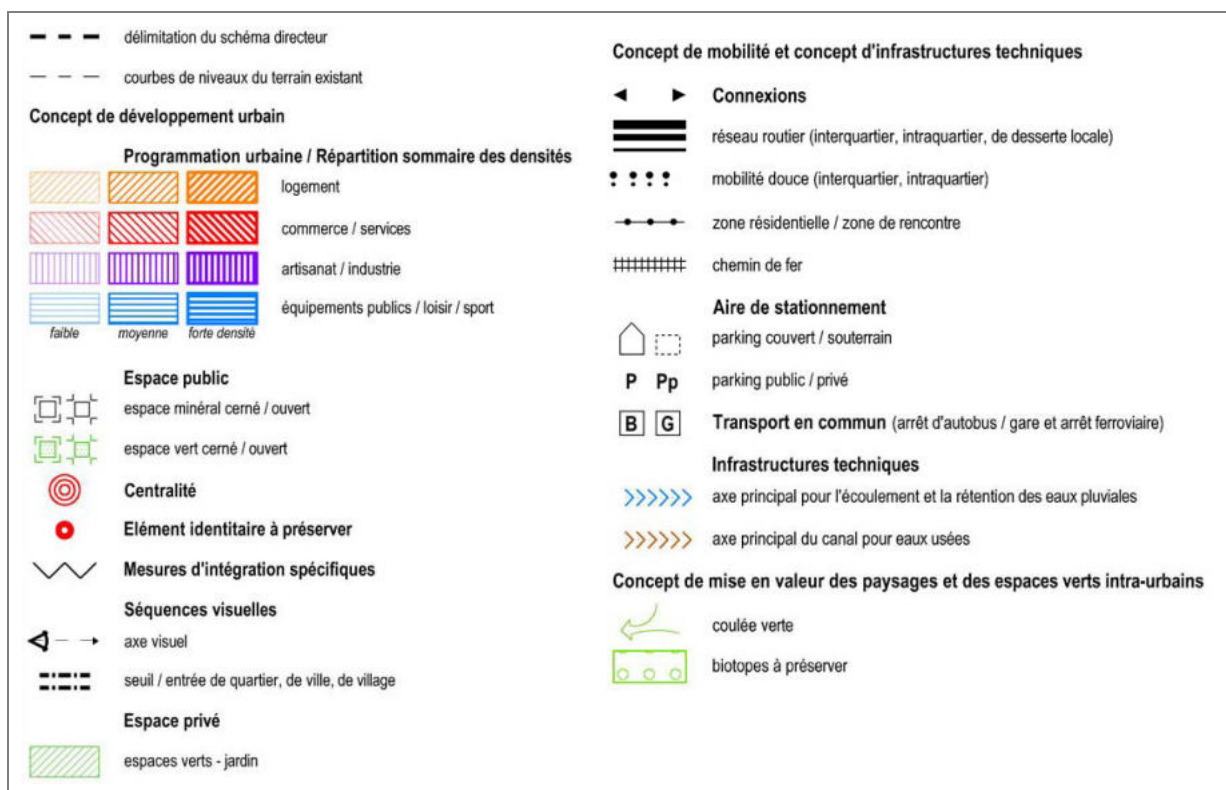 délimitation du schéma directeur
courbes de niveaux du terrain existant
Concept de développement urbain
Programmation urbaine / Répartition sommaire des densités
logement
commerce / services
artisanat / industrie
équipements publics / loisir / sport
faible moyenne forte densité
Espace public
espace minéral cerné / ouvert
espace vert cerné / ouvert
Centralité
Elément identitaire à préserver
Mesures d'intégration spécifiques
Séquences visuelles
axe visuel
seuil / entrée de quartier, de ville, de village
Espace privé
espaces verts - jardin
Concept de mobilité et concept d'infrastructures techniques
Connexions
réseau routier (interquartier, intraquartier, de desserte locale)
mobilité douce (interquartier, intraquartier)
zone résidentielle / zone de rencontre
chemin de fer
Aire de stationnement
parking couvert / souterrain
P Pp parking public / privé
B G Transport en commun (arrêt d'autobus / gare et arrêt ferroviaire)
Infrastructures techniques
axe principal pour l'écoulement et la rétention des eaux pluviales
axe principal du canal pour eaux usées
Concept de mise en valeur des paysages et des espaces verts intra-urbains
coulée verte
biotopes à préserver